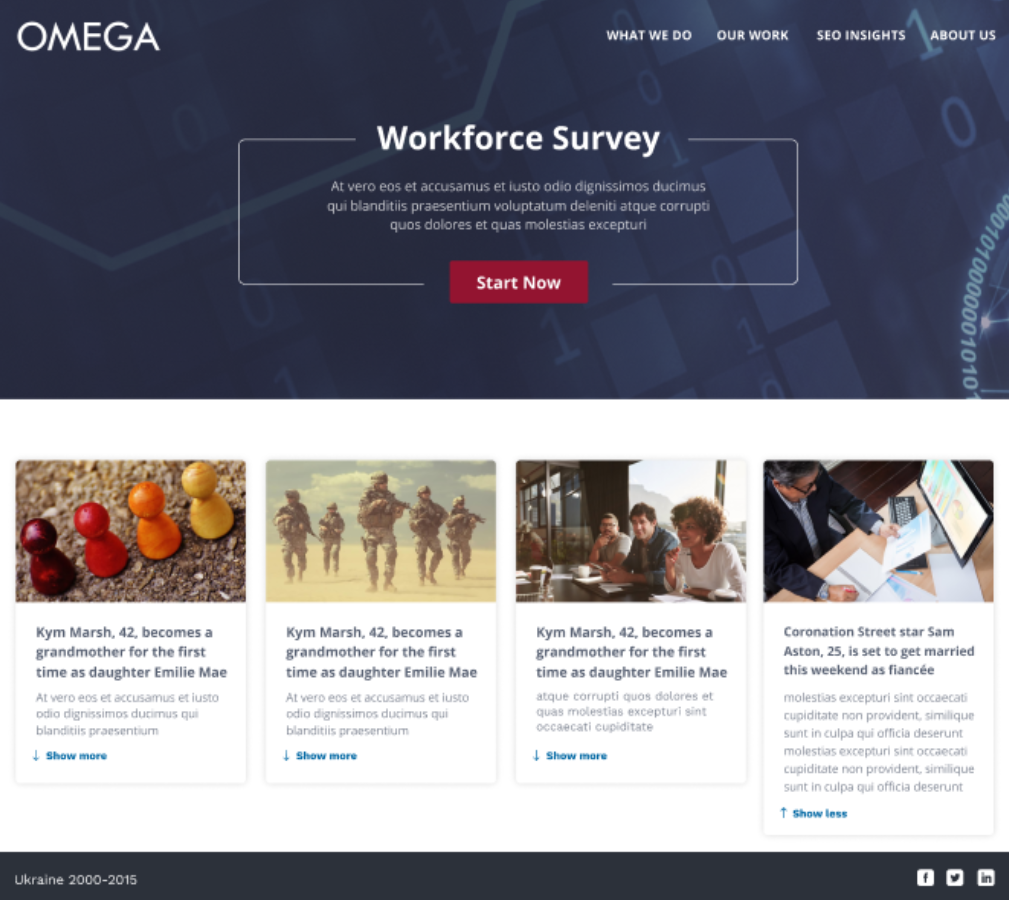 OMEGA
WHAT WE DO OUR WORK SEO INSIGHTS ABOUT US
Workforce Survey
At vero eos et accusamus et iusto odio dignissimos ducimus
qui blanditiis praesentium voluptatum deleniti atque corrupti
quos dolores et quas molestias excepturi
Start Now
Kym Marsh, 42, becomes a
grandmother for the first
time as daughter Emilie Mae
At vero eos et accusamus et iusto
odio dignissimos ducimus qui
blanditiis praesentium
↓ Show more
Kym Marsh, 42, becomes a
grandmother for the first
time as daughter Emilie Mae
At vero eos et accusamus et iusto
odio dignissimos ducimus qui
blanditiis praesentium
↓ Show more
Kym Marsh, 42, becomes a
grandmother for the first
time as daughter Emilie Mae
atque corrupti quos dolores et
quas molestias excepturi sint
occaecati cupiditate
↓ Show more
Coronation Street star Sam
Aston, 25, is set to get married
this weekend as fiancée
molestias excepturi sint occaecati
cupiditate non provident, similique
sunt in culpa qui officia deserunt
molestias excepturi sint occaecati
cupiditate non provident, similique
sunt in culpa qui officia deserunt
↑ Show less
Ukraine 2000-2015